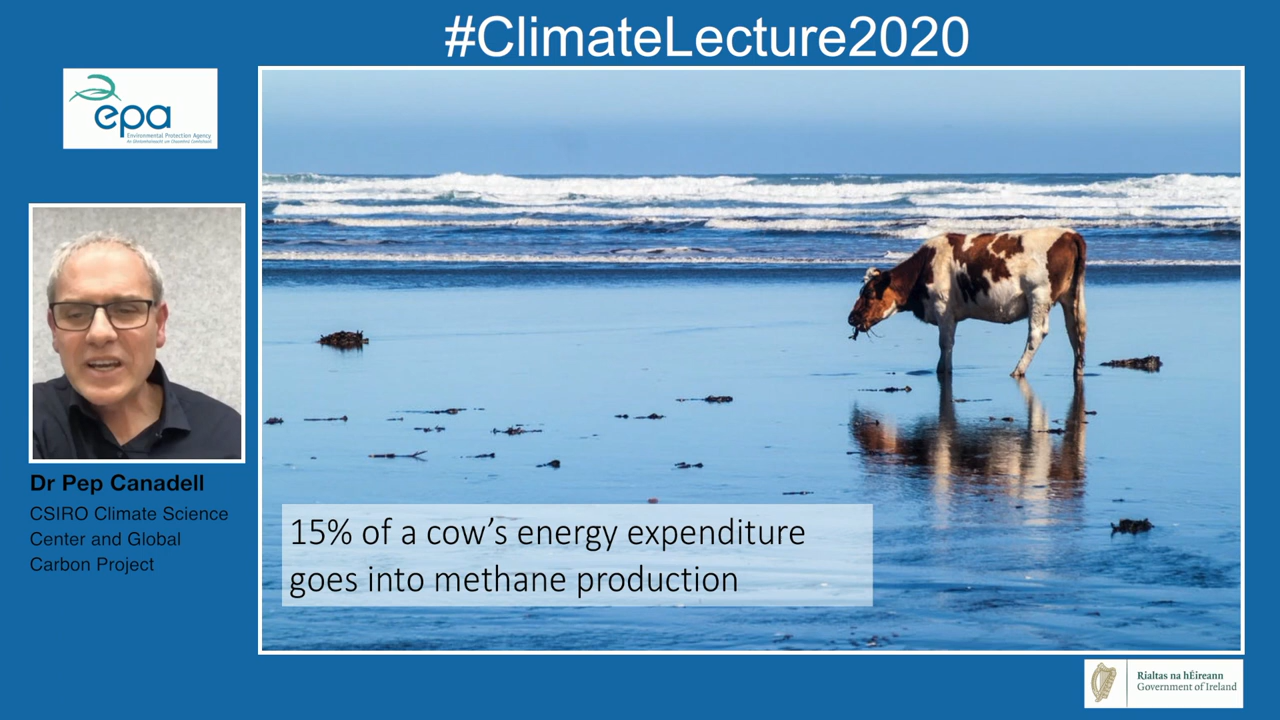 #ClimateLecture2020
epa
Environmental Protection Agency
Dr Pep Canadell
CSIRO Climate Science
Center and Global
Carbon Project
15% of a cow’s energy expenditure
goes into methane production
Rialtas na hÉireann
Government of Ireland